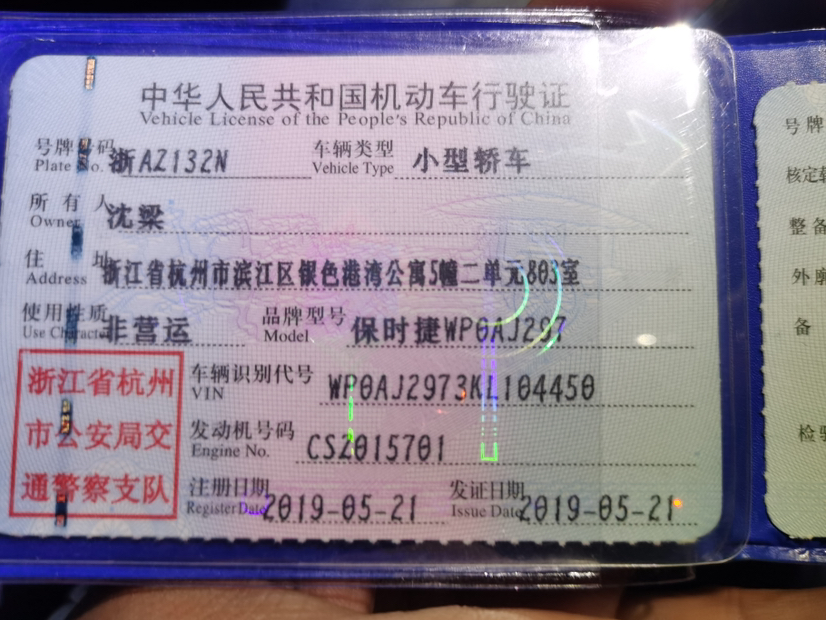 中华人民共和国机动车行驶证
Vehicle License of the People's Republic of China
号牌号码 浙AZ132N 车辆类型 小型轿车
Plate No. Vehicle Type
所有人 沈梁
Owner
住址 浙江省杭州市滨江区银色港湾公寓5幢二单元803室
Address
使用性质 非营运 品牌型号 保时捷WP0AJ297
Use Character Model
浙江省杭州
市公安局交
通警察支队
车辆识别代号 WP0AJ2973KL104450
VIN
发动机号码 CS2015701
Engine No.
注册日期 2019-05-21 发证日期 2019-05-21
Register Date Issue Date
号牌
核定
整备
外廓
备
检验